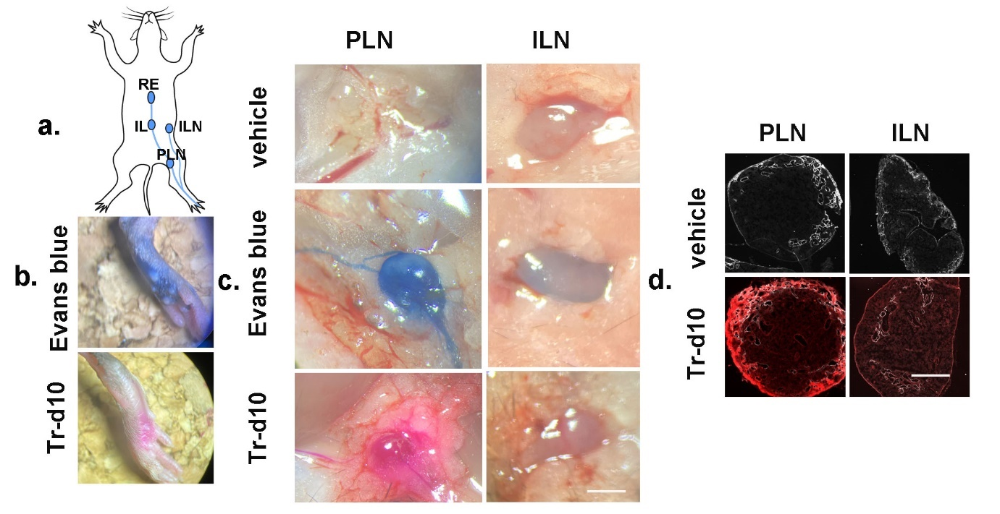 a.
RE
IL
ILN
PLN
b.
Evans blue
Tr-d10
c.
PLN
ILN
vehicle
Evans blue
Tr-d10
d.
PLN
ILN
vehicle
Tr-d10